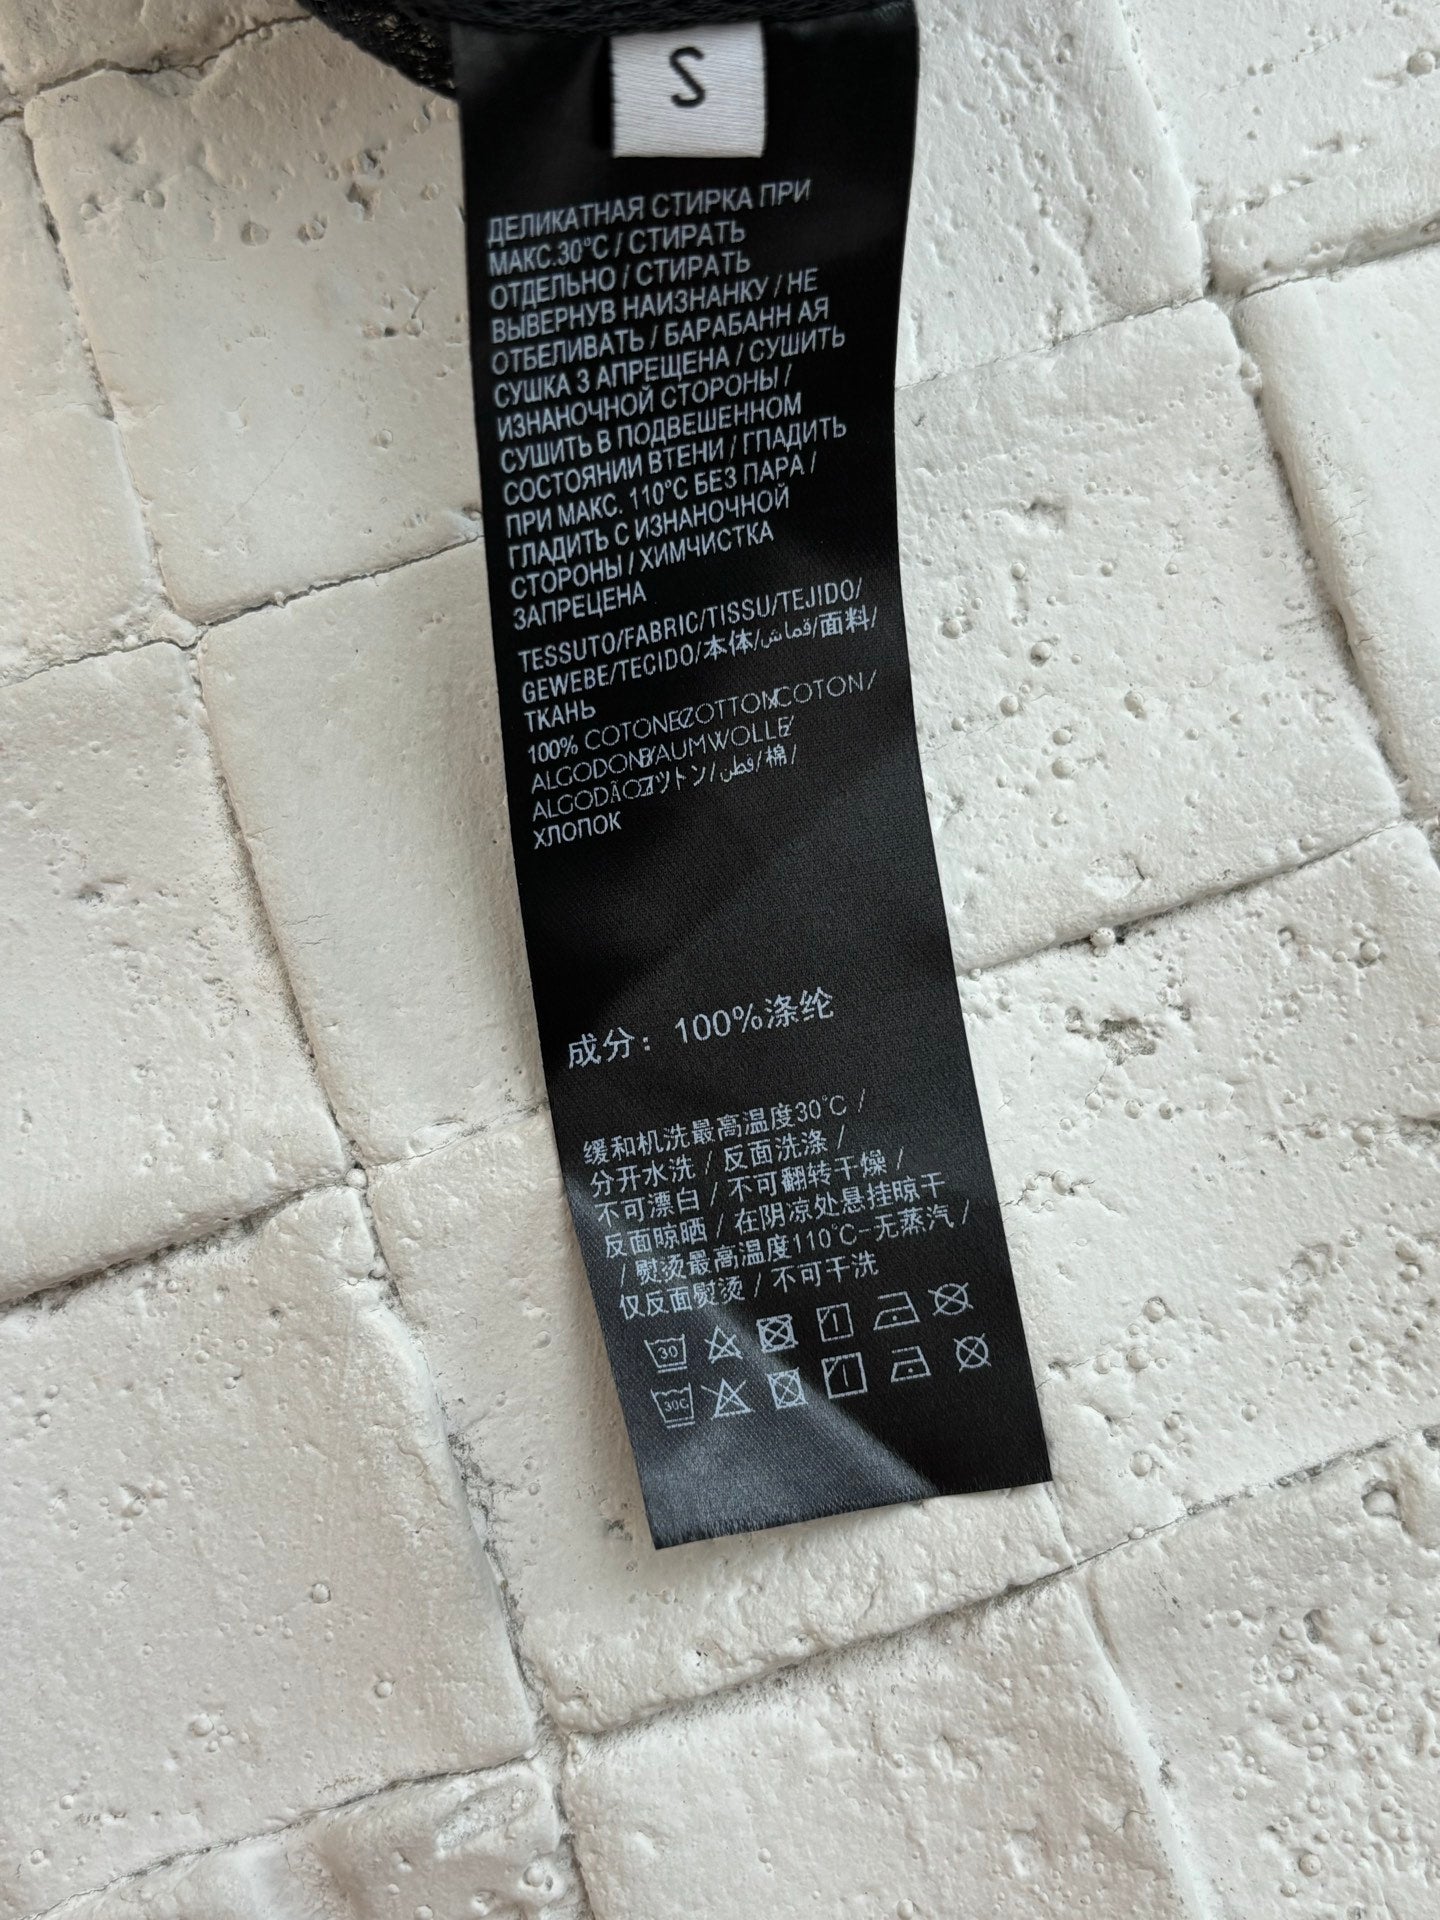 S
ДЕЛИКАТНАЯ СТИРКА ПРИ
МАКС.30°C / СТИРАТЬ
ОТДЕЛЬНО / СТИРАТЬ
ВЫВЕРНУВ НАИЗНАНКУ / НЕ
ОТБЕЛИВАТЬ / БАРАБАНН АЯ
СУШКА З АПРЕЩЕНА / СУШИТЬ
ИЗНАНОЧНОЙ СТОРОНЫ /
СУШИТЬ В ПОДВЕШЕННОМ
СОСТОЯНИИ ВТЕНИ / ГПАДИТЬ
ПРИ МАКС. 110°C БЕЗ ПАРА /
ГЛАДИТЬ С ИЗНАНОЧНОЙ
СТОРОНЫ / ХИМЧИСТКА
ЗАПРЕЦЕНА
TESSUTO/FABRIC/TISSU/TEJIDO/
GEWEBE/TECIDO/本体/قماش/面料/
ТКАНЬ
100% COTONE/COTTON/COTON/
ALGODON/BAUMWOLLE/
ALGODÃO/コットン/قطن/棉/
ХЛОПОК
成分：100%涤纶
缓和机洗最高温度30℃ /
分开水洗 / 反面洗涤 /
不可漂白 / 不可翻转干燥 /
反面晾晒 / 在阴凉处悬挂晾干
/ 熨烫最高温度110℃-无蒸汽 /
仅反面熨烫 / 不可干洗
30
30C